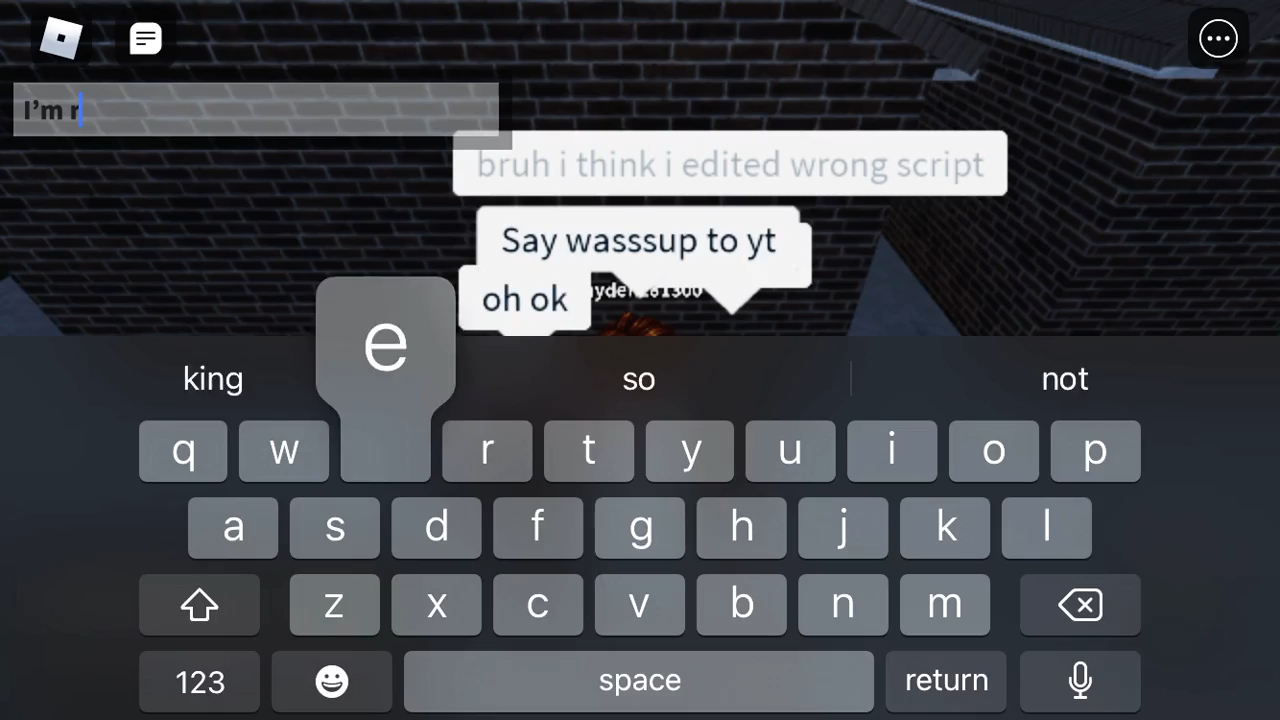 I'm r
bruh i think i edited wrong script
Say wasssup to yt
oh ok
e
king so not
q w r t y u i o p
a s d f g h j k l
z x c v b n m
123 space return